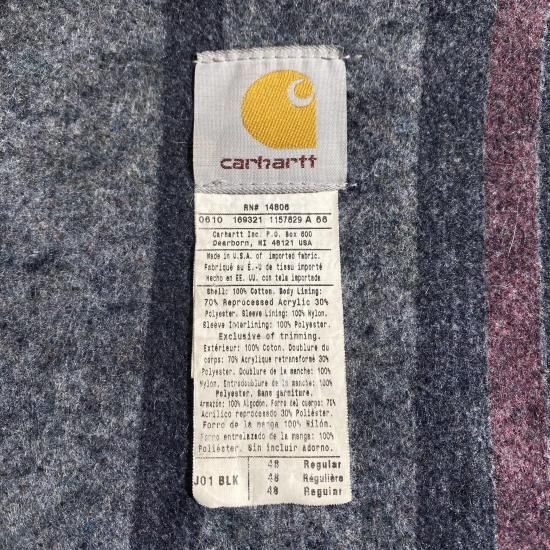 carhartt
RN# 14806
0610 169321 1157829 A 66
Carhartt Inc. P.O. Box 600
Dearborn, MI 48121 USA
Made in U.S.A. of imported fabric.
Fabriqué au É.-U de tissu importé
Hecho en EE. UU. con tela importada
Shell: 100% Cotton. Body Lining:
70% Reprocessed Acrylic 30%
Polyester. Sleeve Lining: 100% Nylon.
Sleeve Interlining: 100% Polyester.
Exclusive of trimming.
Extérieur: 100% Coton. Doublure du
corps: 70% Acrylique retransformé 30%
Polyester. Doublure de la manche: 100%
Nylon. Entredoublure de la manche: 100%
Polyester. Sans garniture.
Armazón: 100% Algodon. Forro del cuerpo: 70%
Acrílico reprocesado 30% Poliéster.
Forro de la manga 100% Nilón.
Forro entrelazado de la manga: 100%
Poliéster. Sin incluir adorno.
48 Regular
J01 BLK 48 Régulière
48 Regular